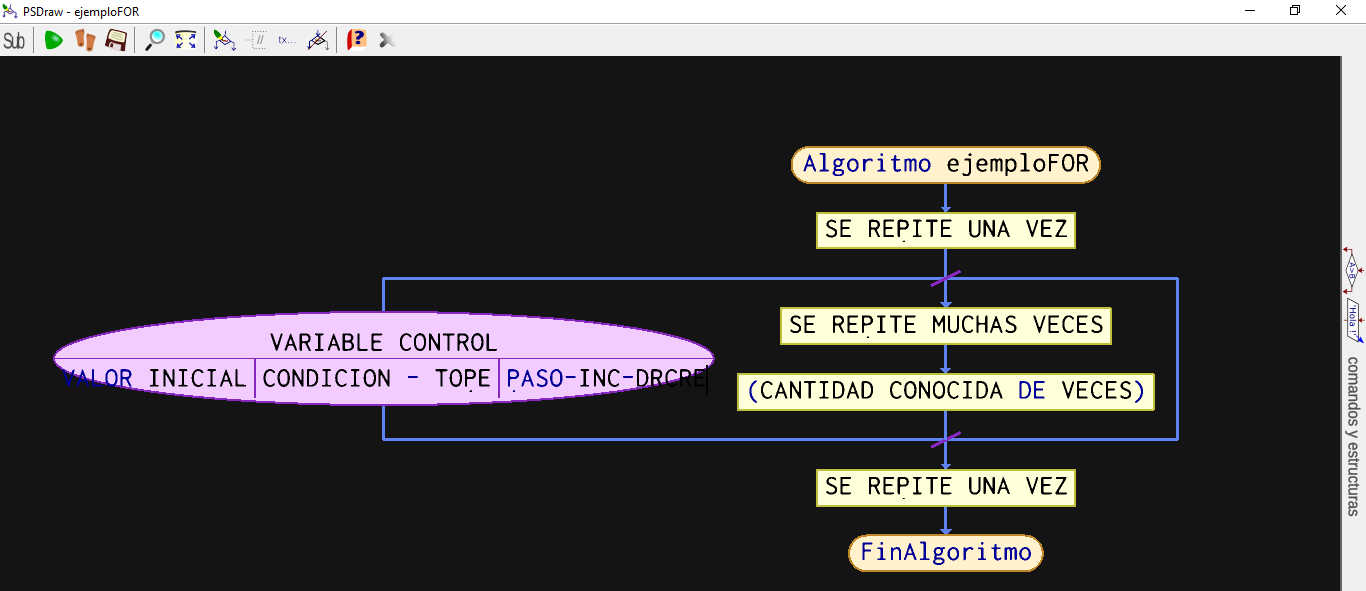 PSDraw - ejemploFOR
Sub
tx...
Algoritmo ejemploFOR
SE REPITE UNA VEZ
SE REPITE MUCHAS VECES
VARIABLE CONTROL
VALOR INICIAL CONDICION - TOPE PASO-INC-DRCRE
(CANTIDAD CONOCIDA DE VECES)
SE REPITE UNA VEZ
FinAlgoritmo
A>B
"Hola !"
comandos y estructuras